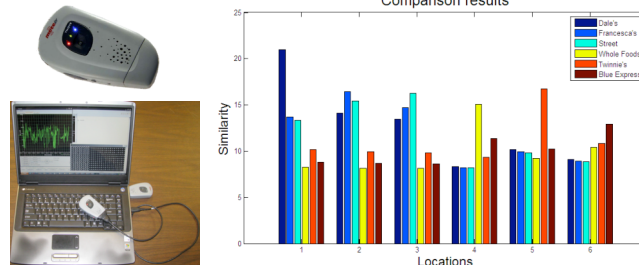 Comparison results
25
20
15
10
5
0
Similarity
Dale's
Francesca's
Street
Whole Foods
Twinnie's
Blue Express
1 2 3 4 5 6
Locations